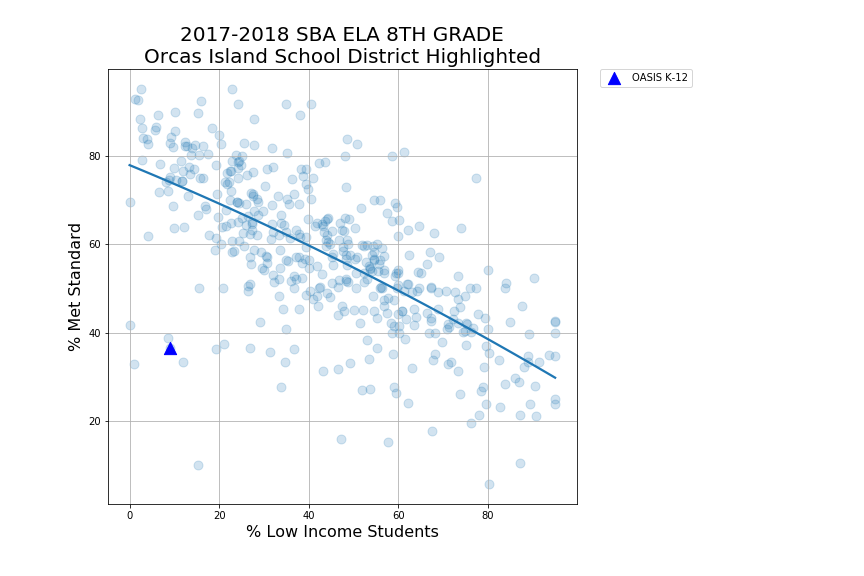 2017-2018 SBA ELA 8TH GRADE
Orcas Island School District Highlighted
OASIS K-12
% Met Standard
80
60
40
20
0 20 40 60 80
% Low Income Students